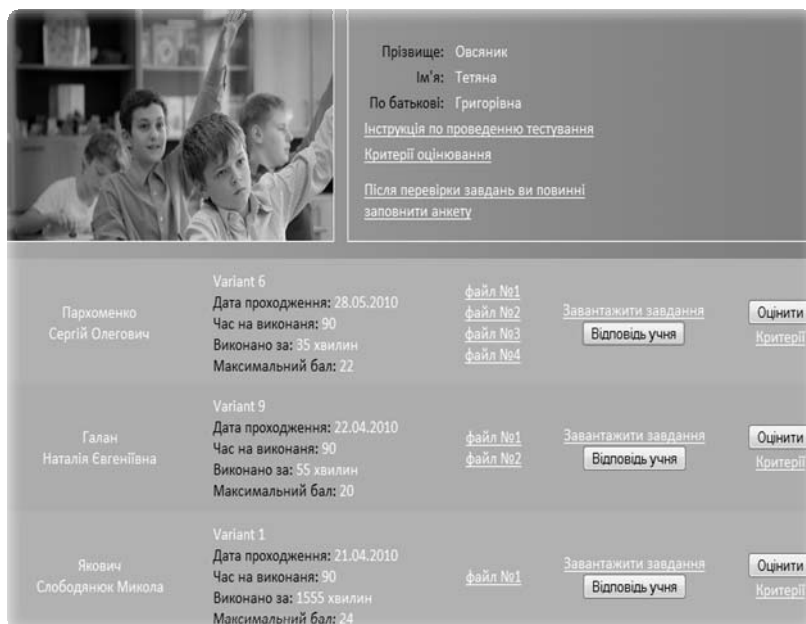 Прізвище: Овсяник
Ім'я: Тетяна
По батькові: Григорівна
Інструкція по проведенню тестування
Критерії оцінювання
Після перевірки завдань ви повинні
заповнити анкету
Пархоменко
Сергій Олегович
Variant 6
Дата проходження: 28.05.2010
Час на виконаня: 90
Виконано за: 35 хвилин
Максимальний бал: 22
файл №1
файл №2
файл №3
файл №4
Завантажити завдання
Відповідь учня
Оцінити
Критерії
Галан
Наталія Євгеніївна
Variant 9
Дата проходження: 22.04.2010
Час на виконаня: 90
Виконано за: 55 хвилин
Максимальний бал: 20
файл №1
файл №2
Завантажити завдання
Відповідь учня
Оцінити
Критерії
Якович
Слободянюк Микола
Variant 1
Дата проходження: 21.04.2010
Час на виконаня: 90
Виконано за: 1555 хвилин
Максимальний бал: 24
файл №1
Завантажити завдання
Відповідь учня
Оцінити
Критерії